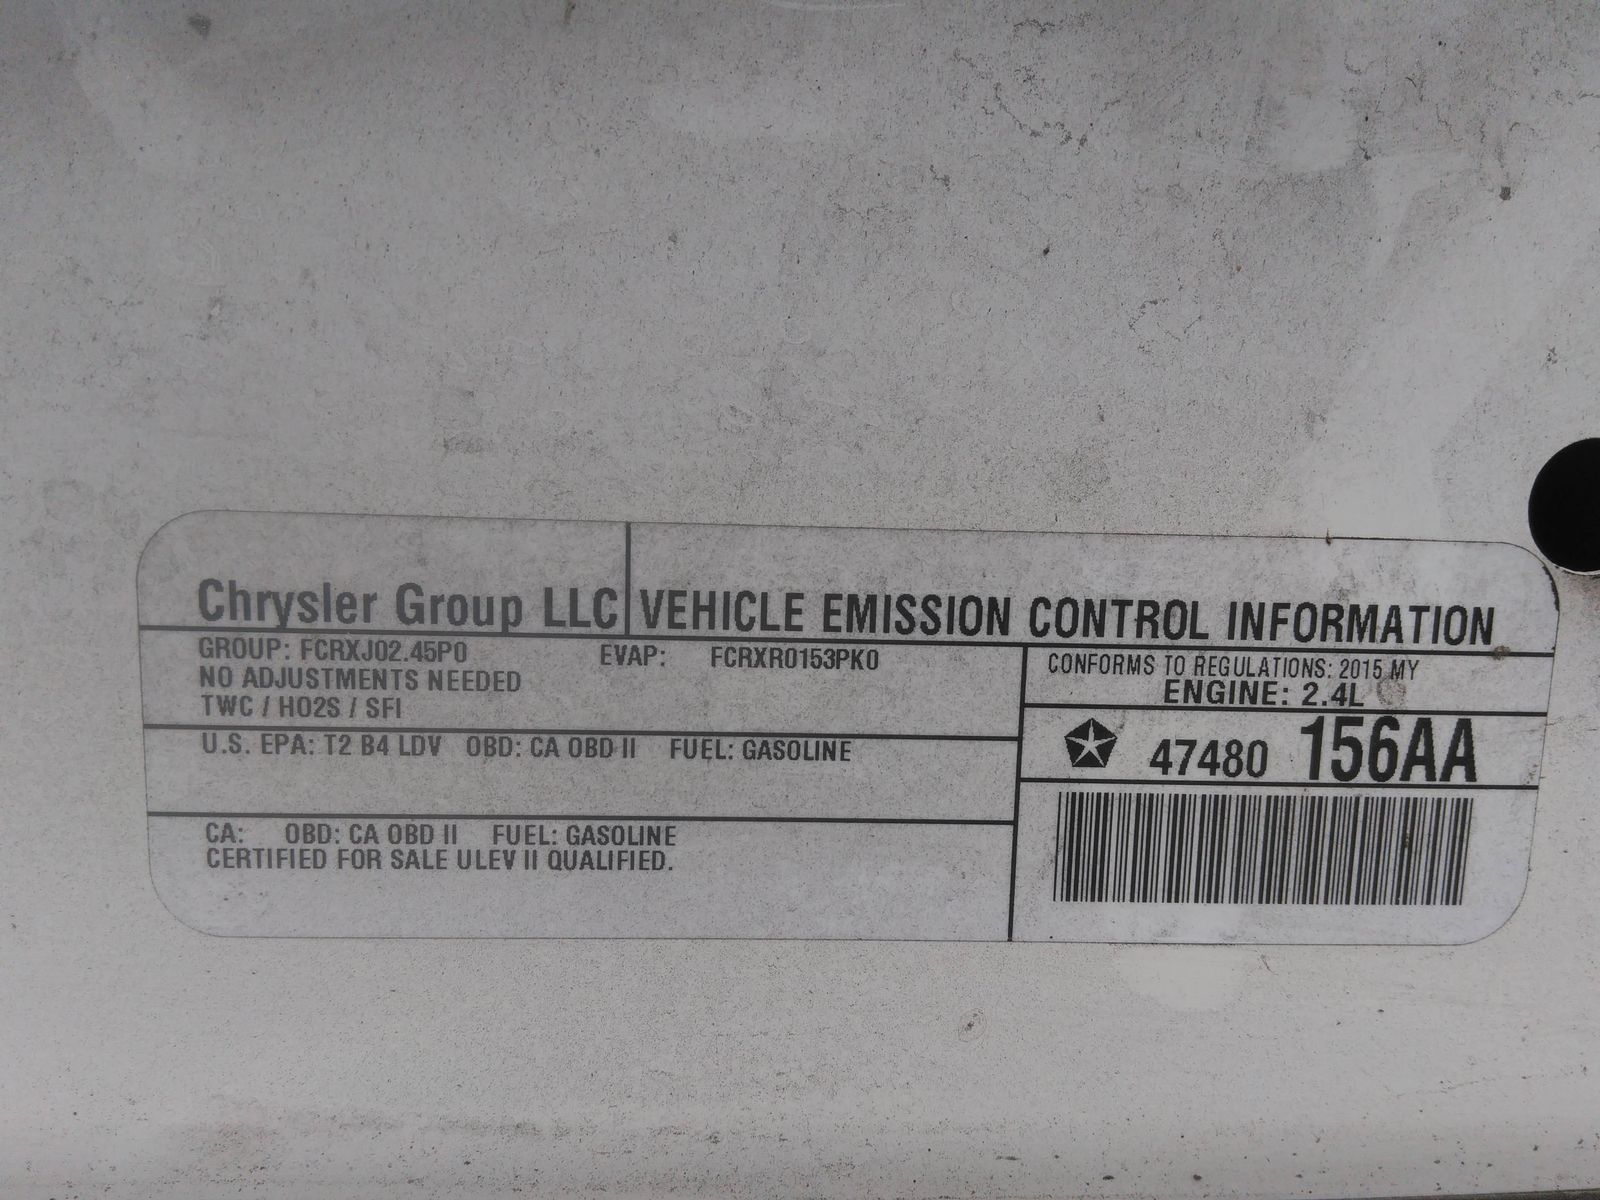 Chrysler Group LLC VEHICLE EMISSION CONTROL INFORMATION
GROUP: FCRXJ02.45P0 EVAP: FCRXR0153PK0
NO ADJUSTMENTS NEEDED
TWC / HO2S / SFI
CONFORMS TO REGULATIONS: 2015 MY
ENGINE: 2.4L
U.S. EPA: T2 B4 LDV OBD: CA OBD II FUEL: GASOLINE
47480 156AA
CA: OBD: CA OBD II FUEL: GASOLINE
CERTIFIED FOR SALE ULEV II QUALIFIED.